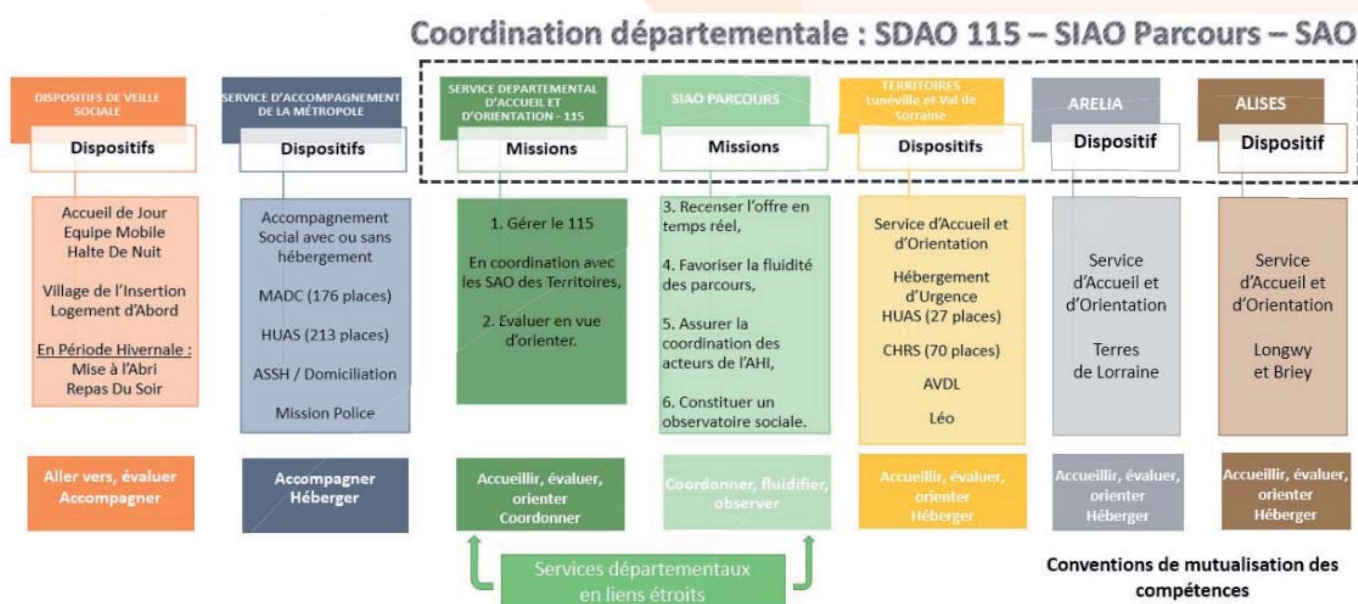 Coordination départementale : SDAO 115 – SIAO Parcours – SAO
DISPOSITIFS DE VEILLE
SOCIALE
Dispositifs
Accueil de Jour
Equipe Mobile
Halte De Nuit
Village de l'Insertion
Logement d'Abord
En Période Hivernale :
Mise à l'Abri
Repas Du Soir
Aller vers, évaluer
Accompagner
SERVICE D'ACCOMPAGNEMENT
DE LA MÉTROPOLE
Dispositifs
Accompagnement
Social avec ou sans
hébergement
MADC (176 places)
HUAS (213 places)
ASSH / Domiciliation
Mission Police
Accompagner
Héberger
SERVICE DEPARTEMENTAL
D'ACCUEIL ET
D'ORIENTATION - 115
Missions
1. Gérer le 115
En coordination avec
les SAO des Territoires,
2. Evaluer en vue
d'orienter.
Accueillir, évaluer,
orienter
Coordonner
SIAO PARCOURS
Missions
3. Recenser l'offre en
temps réel,
4. Favoriser la fluidité
des parcours,
5. Assurer la
coordination des
acteurs de l'AHI,
6. Constituer un
observatoire sociale.
Coordonner, fluidifier,
observer
TERRITOIRES
Lunéville et Val de
Lorraine
Dispositifs
Service d'Accueil et
d'Orientation
Hébergement
d'Urgence
HUAS (27 places)
CHRS (70 places)
AVDL
Léo
Accueillir, évaluer,
orienter
Héberger
ARELIA
Dispositif
Service
d'Accueil et
d'Orientation
Terres
de Lorraine
Accueillir, évaluer,
orienter
Héberger
ALISES
Dispositif
Service
d'Accueil et
d'Orientation
Longwy
et Briey
Accueillir, évaluer,
orienter
Héberger
Services départementaux
en liens étroits
Conventions de mutualisation des
compétences